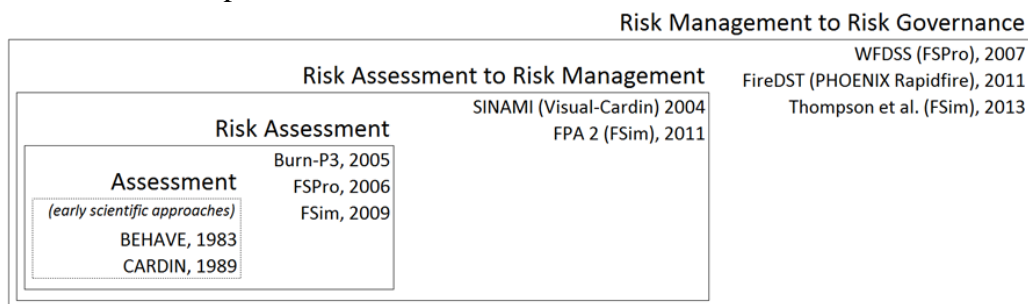 Risk Management to Risk Governance
WFDSS (FSPro), 2007
FireDST (PHOENIX Rapidfire), 2011
Thompson et al. (FSim), 2013
Risk Assessment to Risk Management
SINAMI (Visual-Cardin) 2004
FPA 2 (FSim), 2011
Risk Assessment
Burn-P3, 2005
FSPro, 2006
FSim, 2009
Assessment
(early scientific approaches)
BEHAVE, 1983
CARDIN, 1989